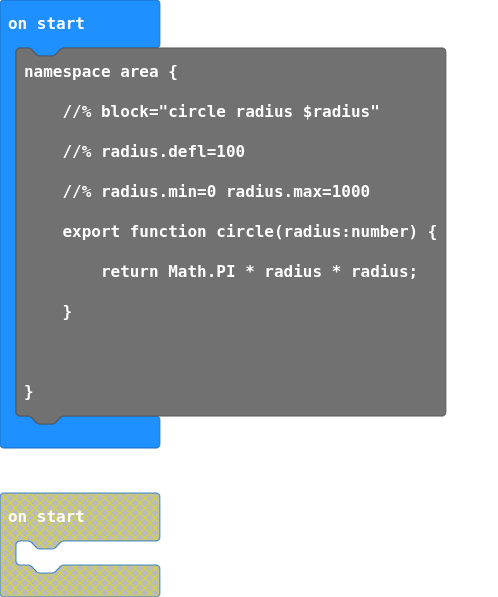 on start
namespace area {
//% block="circle radius $radius"
//% radius.defl=100
//% radius.min=0 radius.max=1000
export function circle(radius:number) {
return Math.PI * radius * radius;
}
}
on start